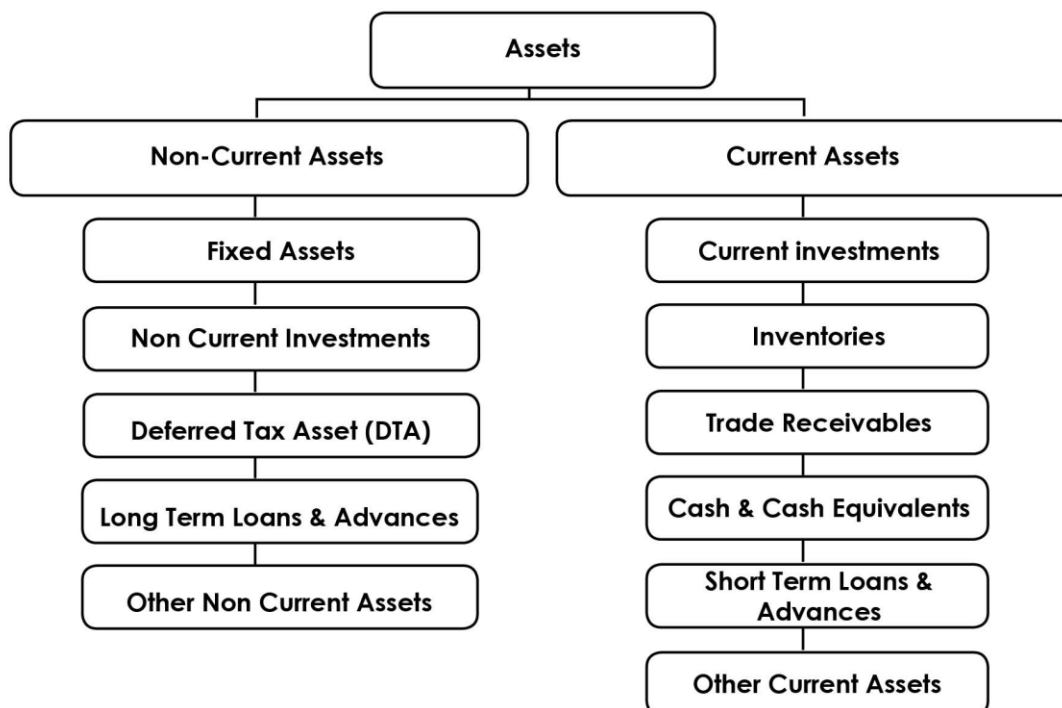 Assets
Non-Current Assets
Current Assets
Fixed Assets
Current investments
Non Current Investments
Inventories
Deferred Tax Asset (DTA)
Trade Receivables
Long Term Loans & Advances
Cash & Cash Equivalents
Other Non Current Assets
Short Term Loans &
Advances
Other Current Assets